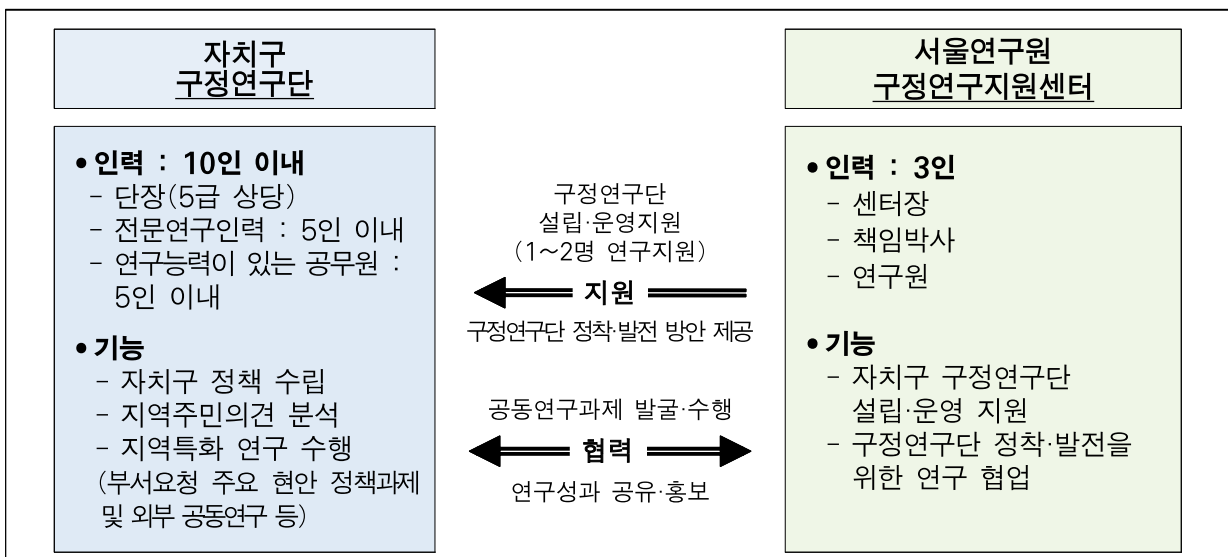 자치구
구정연구단
• 인력 : 10인 이내
- 단장(5급 상당)
- 전문연구인력 : 5인 이내
- 연구능력이 있는 공무원 :
5인 이내
• 기능
- 자치구 정책 수립
- 지역주민의견 분석
- 지역특화 연구 수행
(부서요청 주요 현안 정책과제
및 외부 공동연구 등)
구정연구단
설립·운영지원
(1~2명 연구지원)
지원
구정연구단 정착·발전 방안 제공
공동연구과제 발굴·수행
협력
연구성과 공유·홍보
서울연구원
구정연구지원센터
• 인력 : 3인
- 센터장
- 책임박사
- 연구원
• 기능
- 자치구 구정연구단
설립·운영 지원
- 구정연구단 정착·발전을
위한 연구 협업